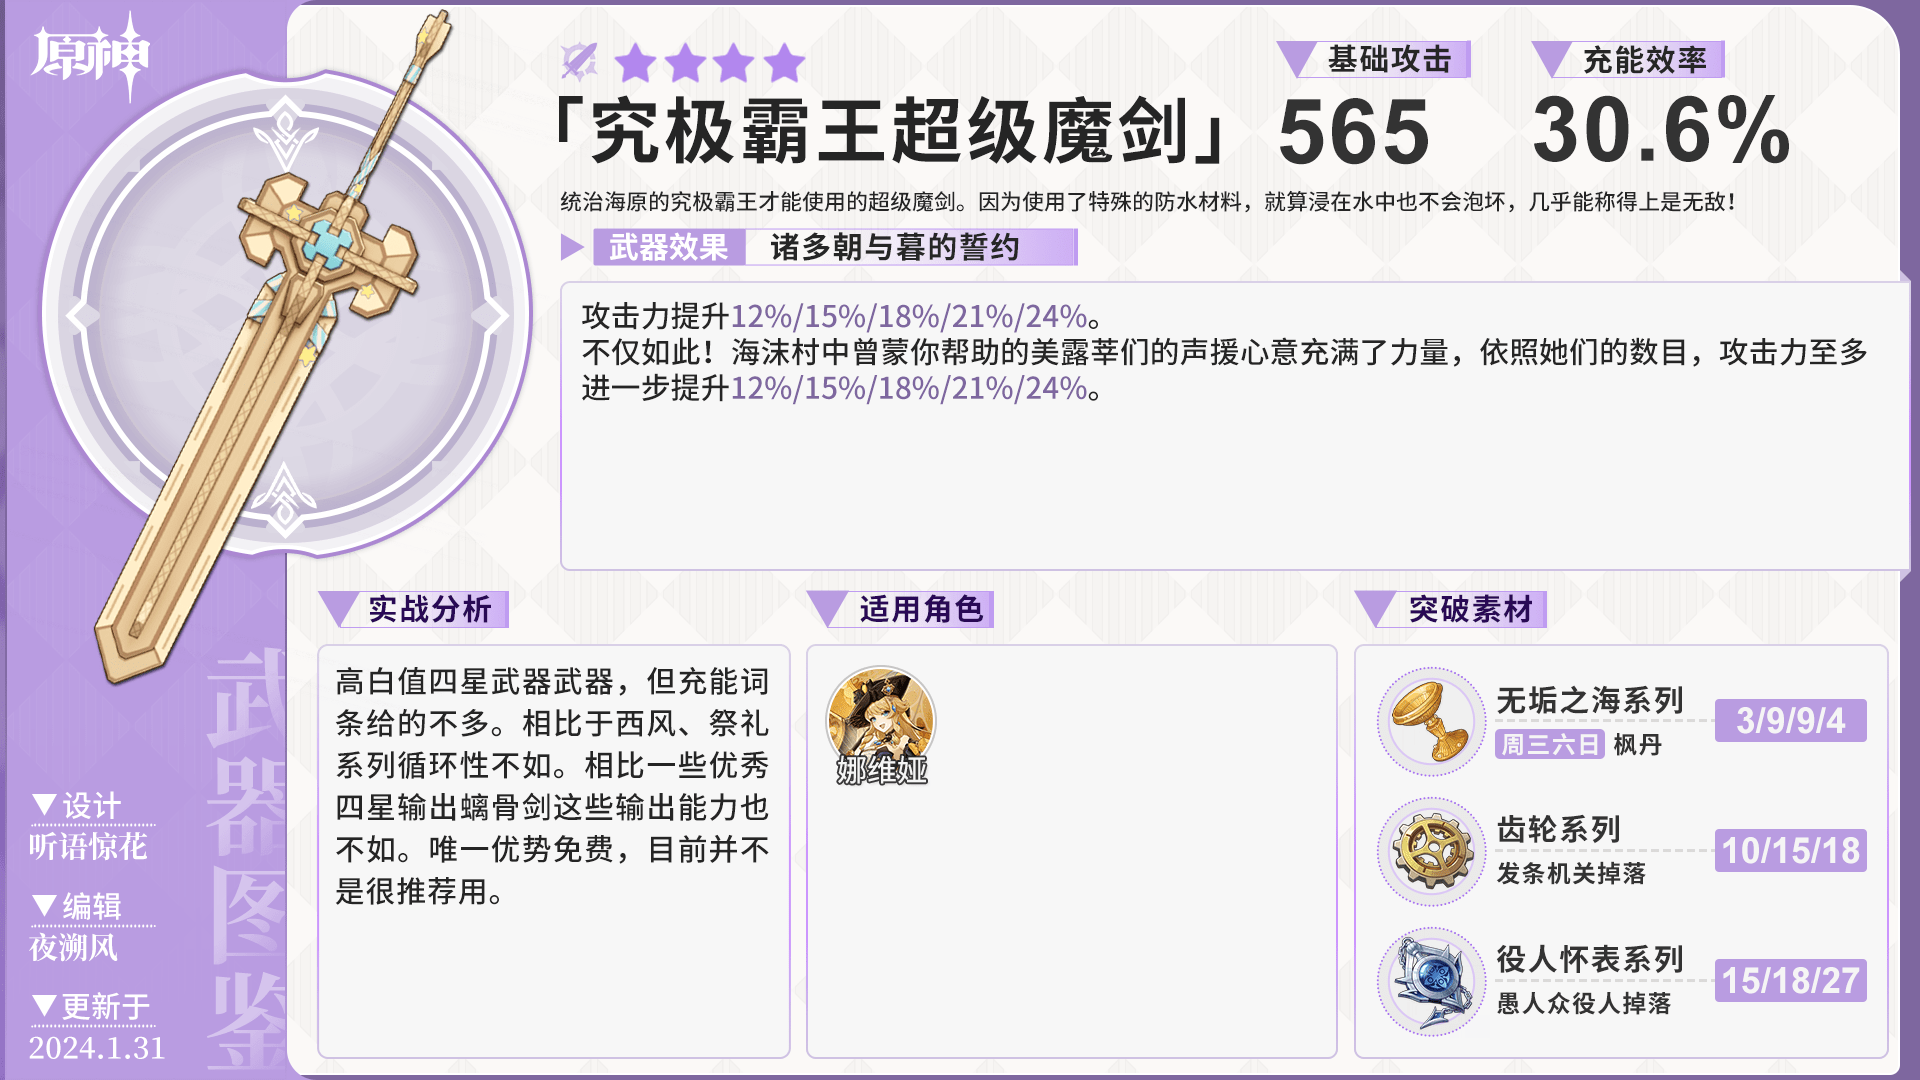 原神
「究极霸王超级魔剑」
基础攻击
565
充能效率
30.6%
统治海原的究极霸王才能使用的超级魔剑。因为使用了特殊的防水材料，就算浸在水中也不会泡坏，几乎能称得上是无敌！
武器效果 诸多朝与暮的誓约
攻击力提升12%/15%/18%/21%/24%。
不仅如此！海沫村中曾蒙你帮助的美露莘们的声援心意充满了力量，依照她们的数目，攻击力至多
进一步提升12%/15%/18%/21%/24%。
实战分析
高白值四星武器武器，但充能词
条给的不多。相比于西风、祭礼
系列循环性不如。相比一些优秀
四星输出螭骨剑这些输出能力也
不如。唯一优势免费，目前并不
是很推荐用。
适用角色
娜维娅
突破素材
无垢之海系列
周三六日 枫丹
3/9/9/4
齿轮系列
发条机关掉落
10/15/18
役人怀表系列
愚人众役人掉落
15/18/27
武器图鉴
▼设计
听语惊花
▼编辑
夜溯风
▼更新于
2024.1.31